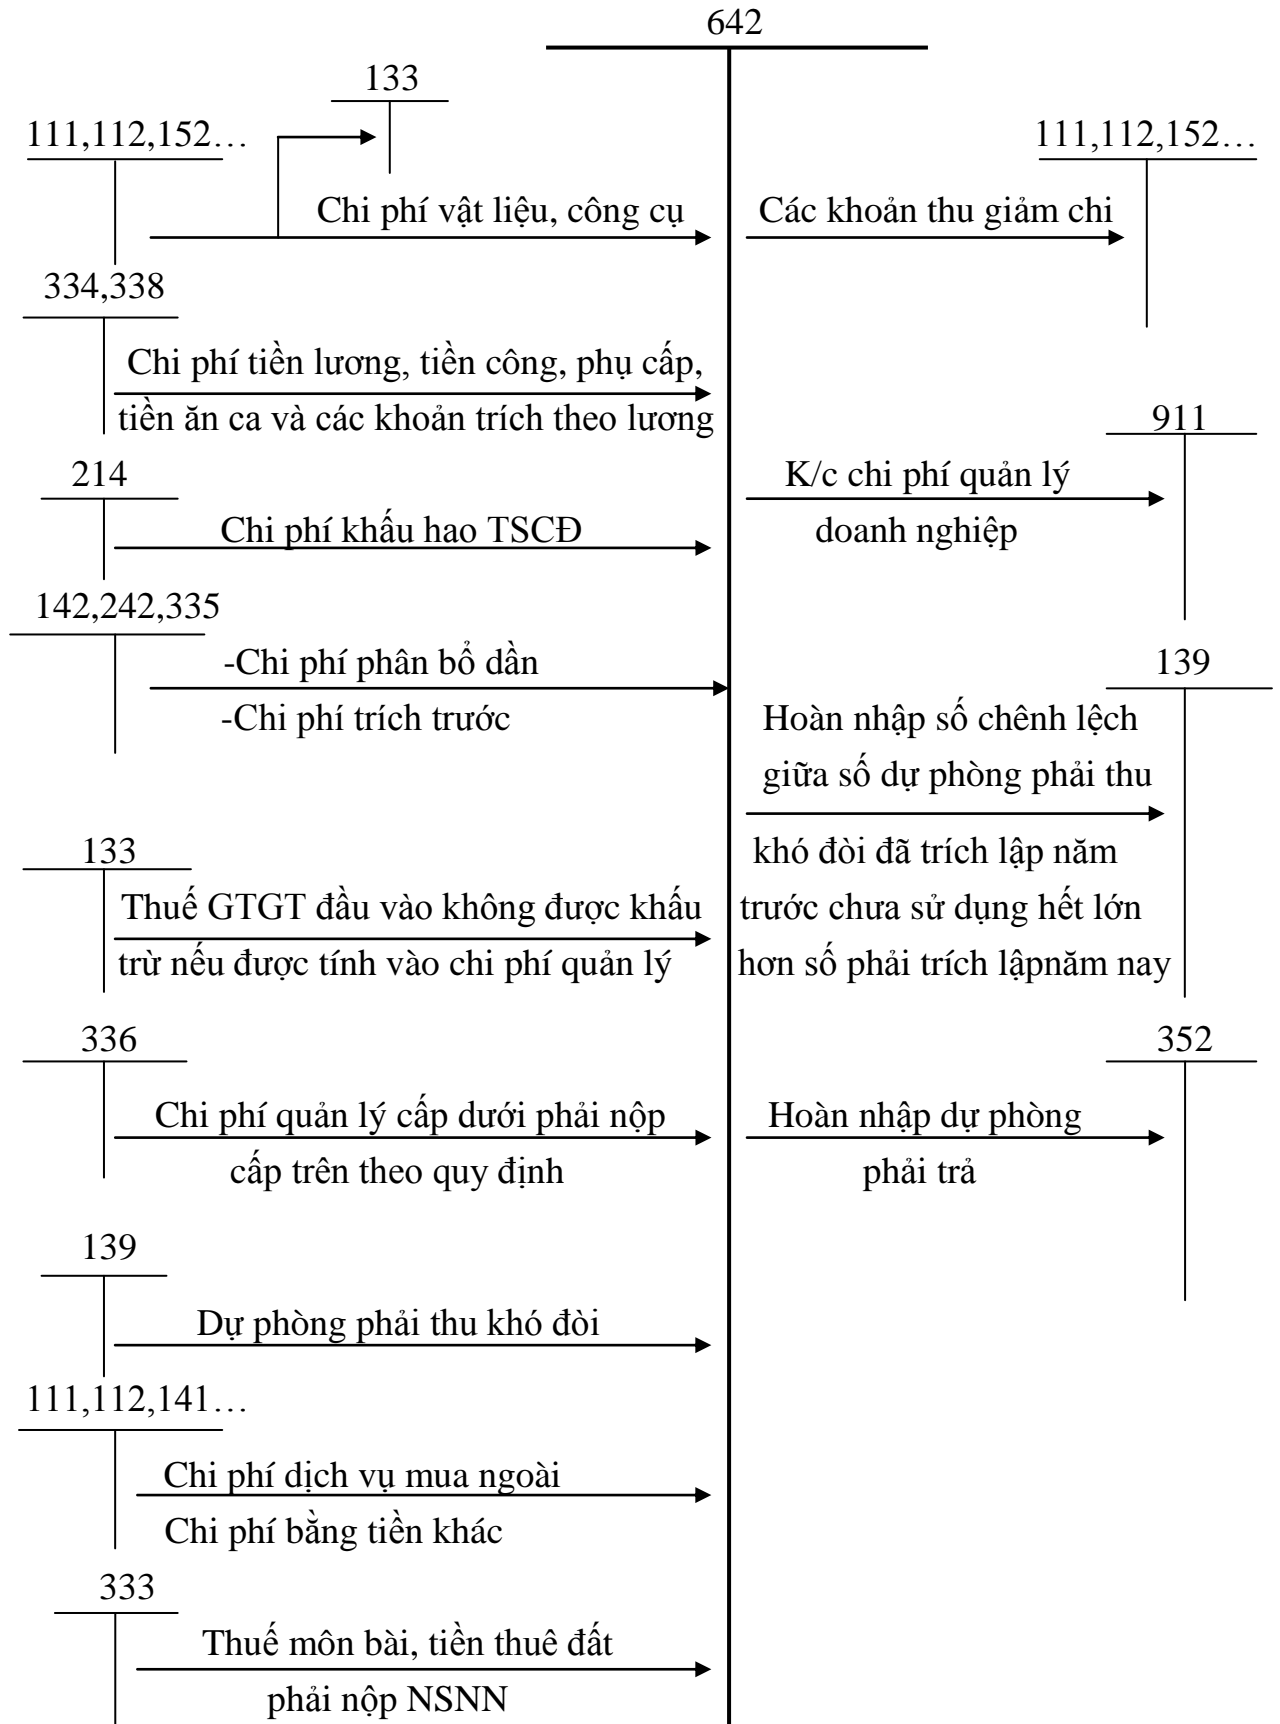 642
133
111,112,152…
111,112,152…
Chi phí vật liệu, công cụ
Các khoản thu giảm chi
334,338
Chi phí tiền lương, tiền công, phụ cấp,
tiền ăn ca và các khoản trích theo lương
911
214
K/c chi phí quản lý
doanh nghiệp
Chi phí khấu hao TSCĐ
142,242,335
-Chi phí phân bổ dần
-Chi phí trích trước
139
Hoàn nhập số chênh lệch
giữa số dự phòng phải thu
khó đòi đã trích lập năm
trước chưa sử dụng hết lớn
hơn số phải trích lậpnăm nay
133
Thuế GTGT đầu vào không được khấu
trừ nếu được tính vào chi phí quản lý
336
352
Chi phí quản lý cấp dưới phải nộp
cấp trên theo quy định
Hoàn nhập dự phòng
phải trả
139
Dự phòng phải thu khó đòi
111,112,141…
Chi phí dịch vụ mua ngoài
Chi phí bằng tiền khác
333
Thuế môn bài, tiền thuê đất
phải nộp NSNN